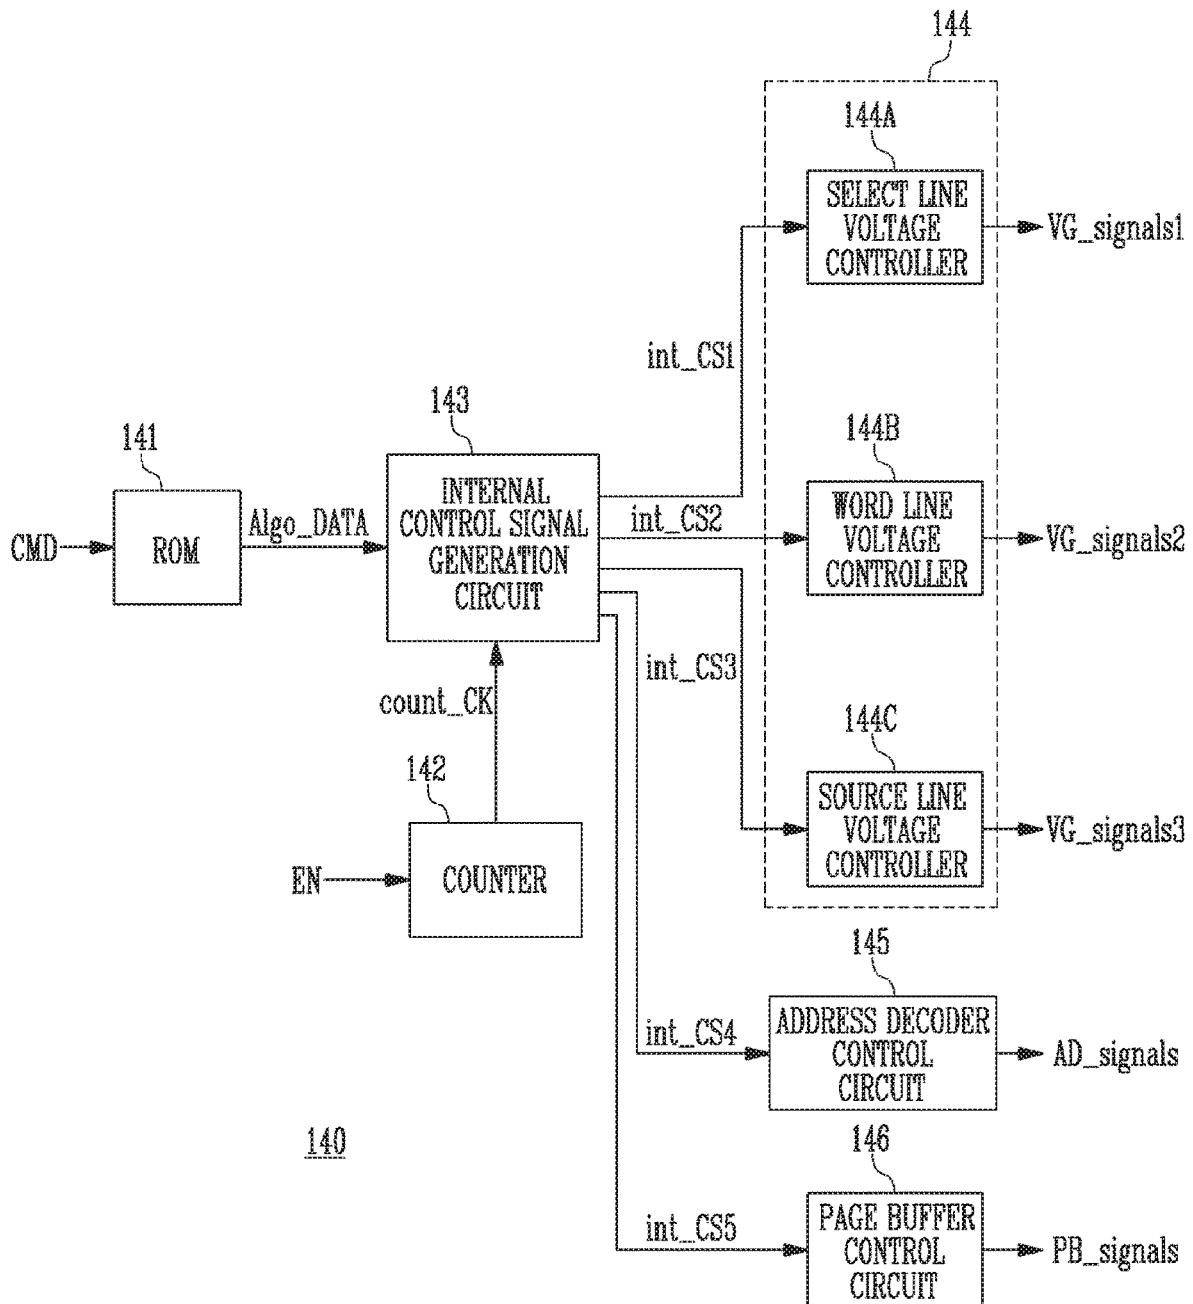 144
144A
SELECT LINE
VOLTAGE
CONTROLLER
VG_signals1
int_CS1
143
141
144B
INTERNAL
CONTROL SIGNAL
GENERATION
CIRCUIT
CMD
ROM
Algo_DATA
int_CS2
WORD LINE
VOLTAGE
CONTROLLER
VG_signals2
int_CS3
count_CK
142
144C
EN
COUNTER
SOURCE LINE
VOLTAGE
CONTROLLER
VG_signals3
145
int_CS4
ADDRESS DECODER
CONTROL
CIRCUIT
AD_signals
140
146
int_CS5
PAGE BUFFER
CONTROL
CIRCUIT
PB_signals